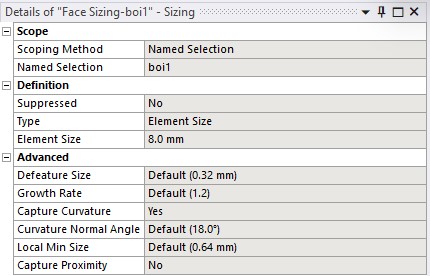 Details of "Face Sizing-boi1" - Sizing
Scope
Scoping Method Named Selection
Named Selection boi1
Definition
Suppressed No
Type Element Size
Element Size 8.0 mm
Advanced
Defeature Size Default (0.32 mm)
Growth Rate Default (1.2)
Capture Curvature Yes
Curvature Normal Angle Default (18.0°)
Local Min Size Default (0.64 mm)
Capture Proximity No